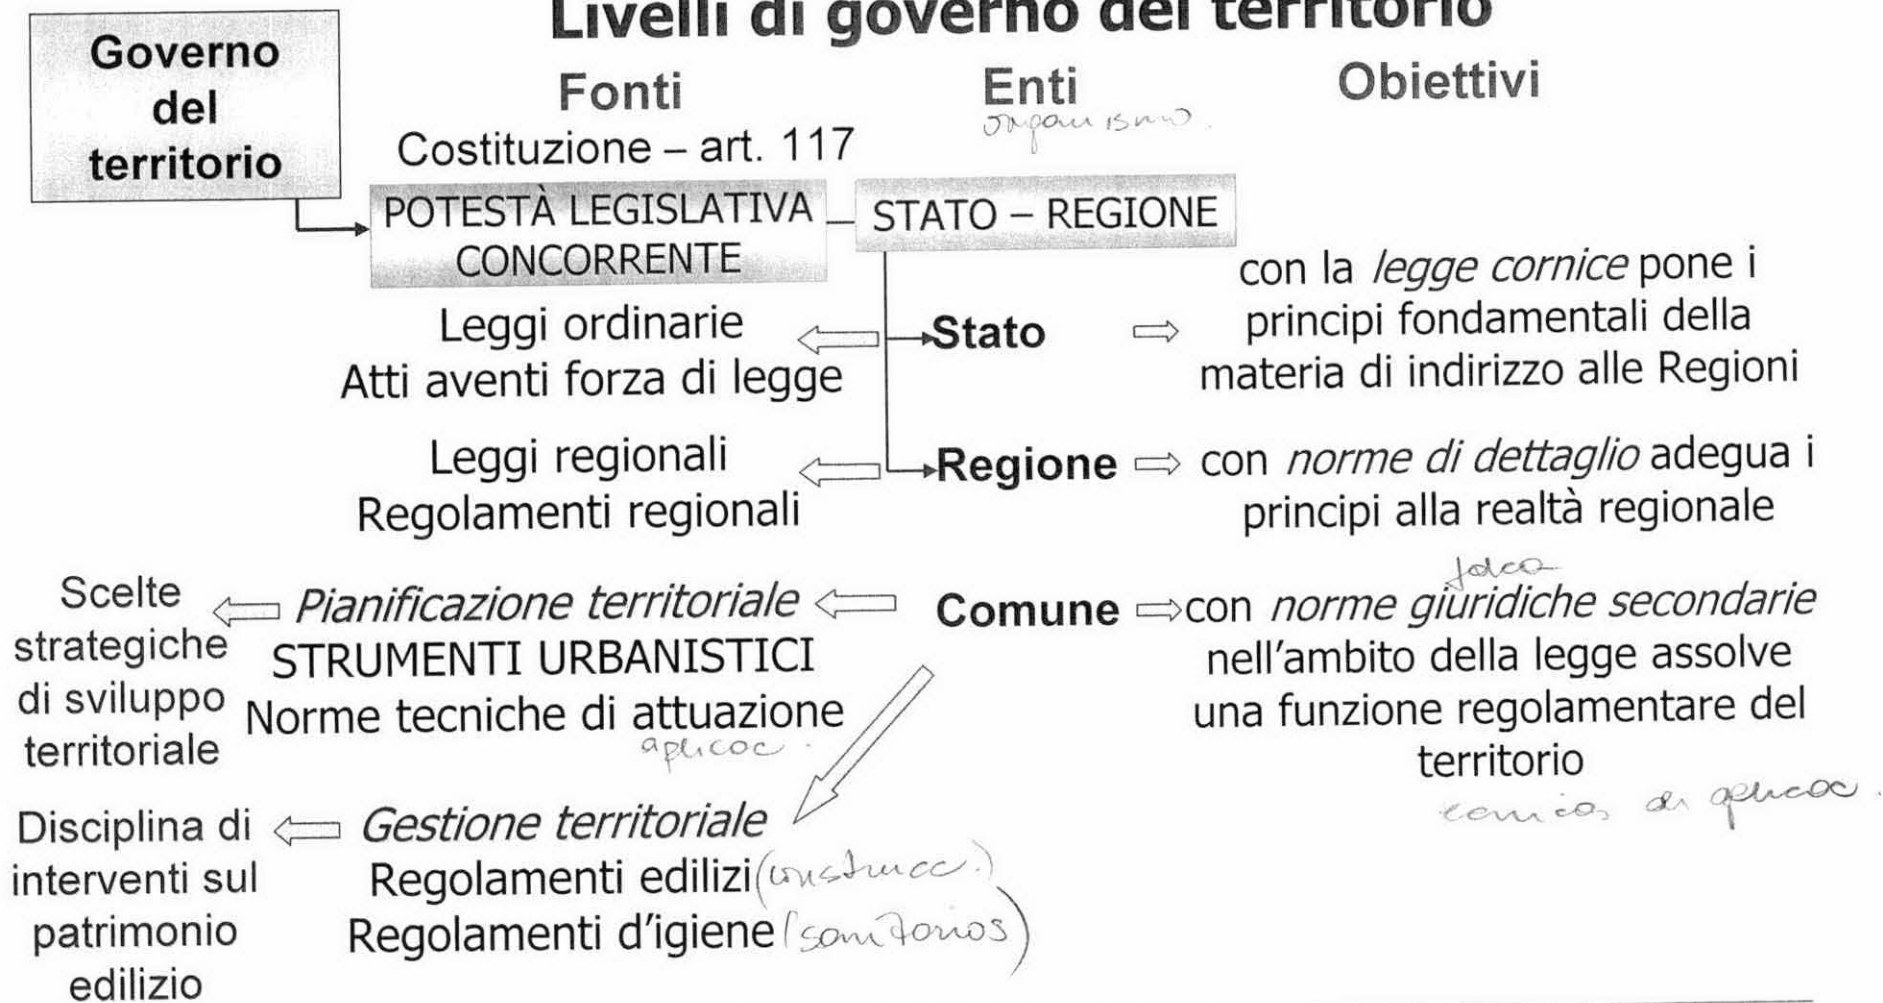 Livelli di governo del territorio
Governo
del
territorio
Fonti
Enti
Obiettivi
organismo.
Costituzione – art. 117
POTESTÀ LEGISLATIVA
CONCORRENTE
STATO – REGIONE
Leggi ordinarie
Atti aventi forza di legge
Stato
con la legge cornice pone i
principi fondamentali della
materia di indirizzo alle Regioni
Leggi regionali
Regolamenti regionali
Regione
con norme di dettaglio adegua i
principi alla realtà regionale
Scelte
strategiche
di sviluppo
territoriale
Pianificazione territoriale
STRUMENTI URBANISTICI
Norme tecniche di attuazione
aplicac.
Comune
con norme giuridiche secondarie
nell'ambito della legge assolve
una funzione regolamentare del
territorio
Disciplina di
interventi sul
patrimonio
edilizio
Gestione territoriale
Regolamenti edilizi (construcc.)
Regolamenti d'igiene (sanitarios)